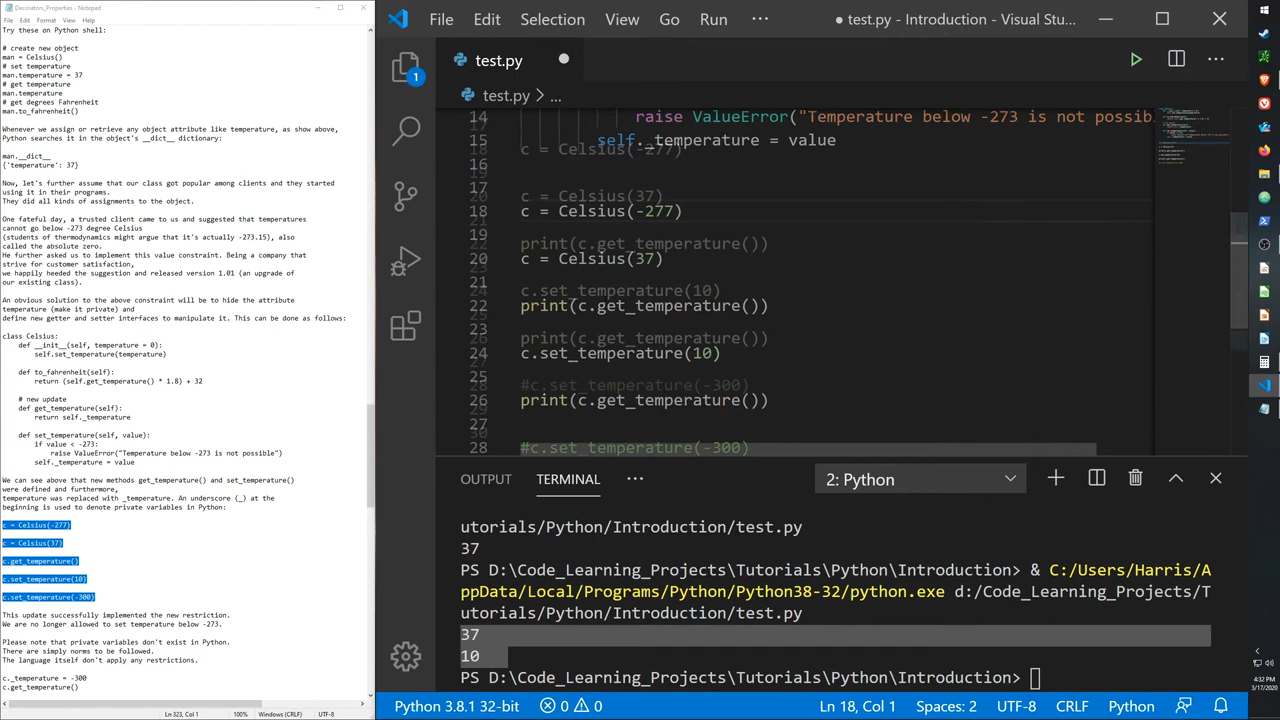 Decorators_Properties - Notepad
File Edit Format View Help
Try these on Python shell:
# create new object
man = Celsius()
# set temperature
man.temperature = 37
# get temperature
man.temperature
# get degrees Fahrenheit
man.to_fahrenheit()
Whenever we assign or retrieve any object attribute like temperature, as show above,
Python searches it in the object's __dict__ dictionary:
man.__dict__
{'temperature': 37}
Now, let's further assume that our class got popular among clients and they started
using it in their programs.
They did all kinds of assignments to the object.
One fateful day, a trusted client came to us and suggested that temperatures
cannot go below -273 degree Celsius
(students of thermodynamics might argue that it's actually -273.15), also
called the absolute zero.
He further asked us to implement this value constraint. Being a company that
strive for customer satisfaction,
we happily heeded the suggestion and released version 1.01 (an upgrade of
our existing class).
An obvious solution to the above constraint will be to hide the attribute
temperature (make it private) and
define new getter and setter interfaces to manipulate it. This can be done as follows:
class Celsius:
def __init__(self, temperature = 0):
self.set_temperature(temperature)
def to_fahrenheit(self):
return (self.get_temperature() * 1.8) + 32
# new update
def get_temperature(self):
return self._temperature
def set_temperature(self, value):
if value < -273:
raise ValueError("Temperature below -273 is not possible")
self._temperature = value
We can see above that new methods get_temperature() and set_temperature()
were defined and furthermore,
temperature was replaced with _temperature. An underscore (_) at the
beginning is used to denote private variables in Python:
c = Celsius(-277)
c = Celsius(37)
c.get_temperature()
c.set_temperature(10)
c.set_temperature(-300)
This update successfully implemented the new restriction.
We are no longer allowed to set temperature below -273.
Please note that private variables don't exist in Python.
There are simply norms to be followed.
The language itself don't apply any restrictions.
c._temperature = -300
c.get_temperature()
Ln 323, Col 1 100% Windows (CRLF) UTF-8
File Edit Selection View Go Run ··· ● test.py - Introduction - Visual Stu...
1
test.py
test.py > ...
14 raise ValueError("Temperature below -273 is not possib
15 self._temperature = value
c = Celsius(-277)
16
17
c = Celsius(37)
18 c = Celsius(-277)
19
print(c.get_temperature())
20 c = Celsius(37)
21
c.set_temperature(10)
22 print(c.get_temperature())
23
print(c.get_temperature())
24 c.set_temperature(10)
25
#c.set_temperature(-300)
26 print(c.get_temperature())
27
28 #c.set_temperature(-300)
OUTPUT TERMINAL ··· 2: Python
utorials/Python/Introduction/test.py
37
PS D:\Code_Learning_Projects\Tutorials\Python\Introduction> & C:/Users/Harris/A
ppData/Local/Programs/Python/Python38-32/python.exe d:/Code_Learning_Projects/T
utorials/Python/Introduction/test.py
37
10
PS D:\Code_Learning_Projects\Tutorials\Python\Introduction>
Python 3.8.1 32-bit 0 0 Ln 18, Col 1 Spaces: 2 UTF-8 CRLF Python
4:32 PM
3/17/2020